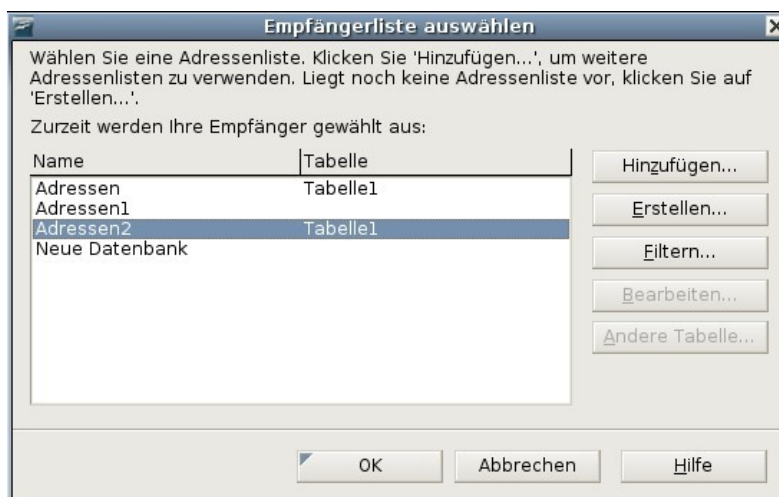 Empfängerliste auswählen
Wählen Sie eine Adressenliste. Klicken Sie 'Hinzufügen...', um weitere
Adressenlisten zu verwenden. Liegt noch keine Adressenliste vor, klicken Sie auf
'Erstellen...'.
Zurzeit werden Ihre Empfänger gewählt aus:
Name Tabelle
Adressen Tabelle1
Adressen1
Adressen2 Tabelle1
Neue Datenbank
Hinzufügen...
Erstellen...
Filtern...
Bearbeiten...
Andere Tabelle...
OK Abbrechen Hilfe